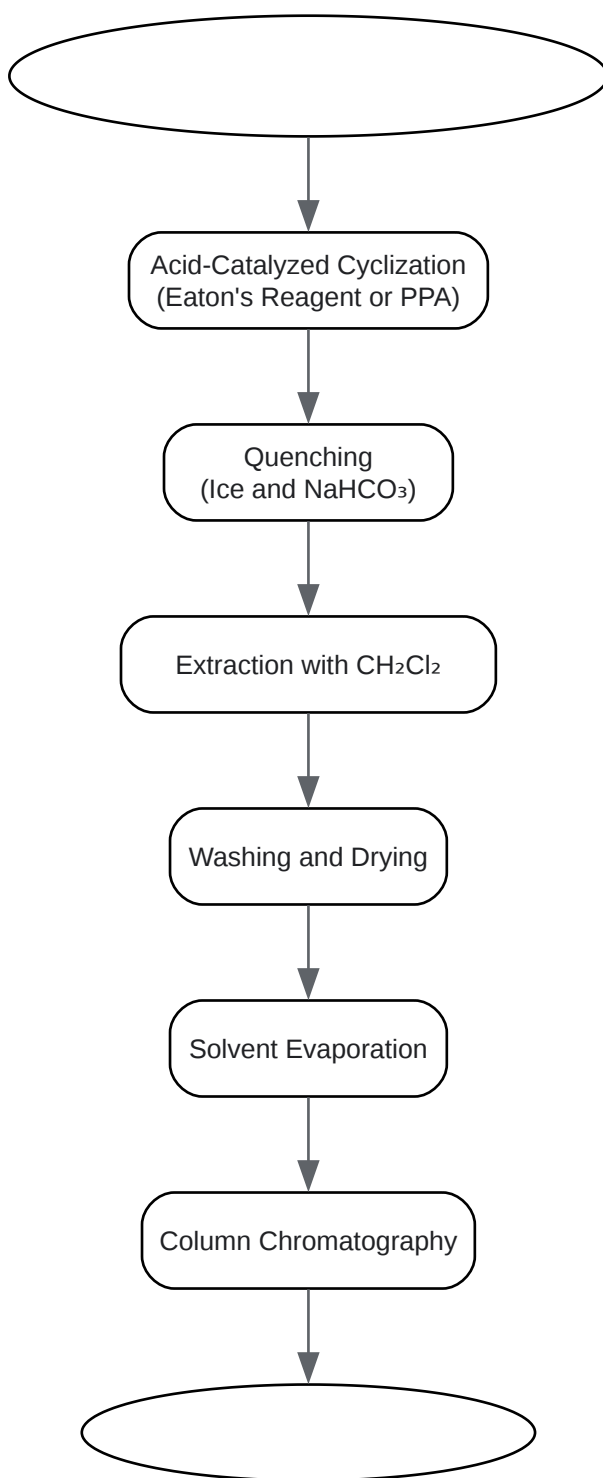 Acid-Catalyzed Cyclization
(Eaton's Reagent or PPA)
Quenching
(Ice and NaHCO₃)
Extraction with CH₂Cl₂
Washing and Drying
Solvent Evaporation
Column Chromatography